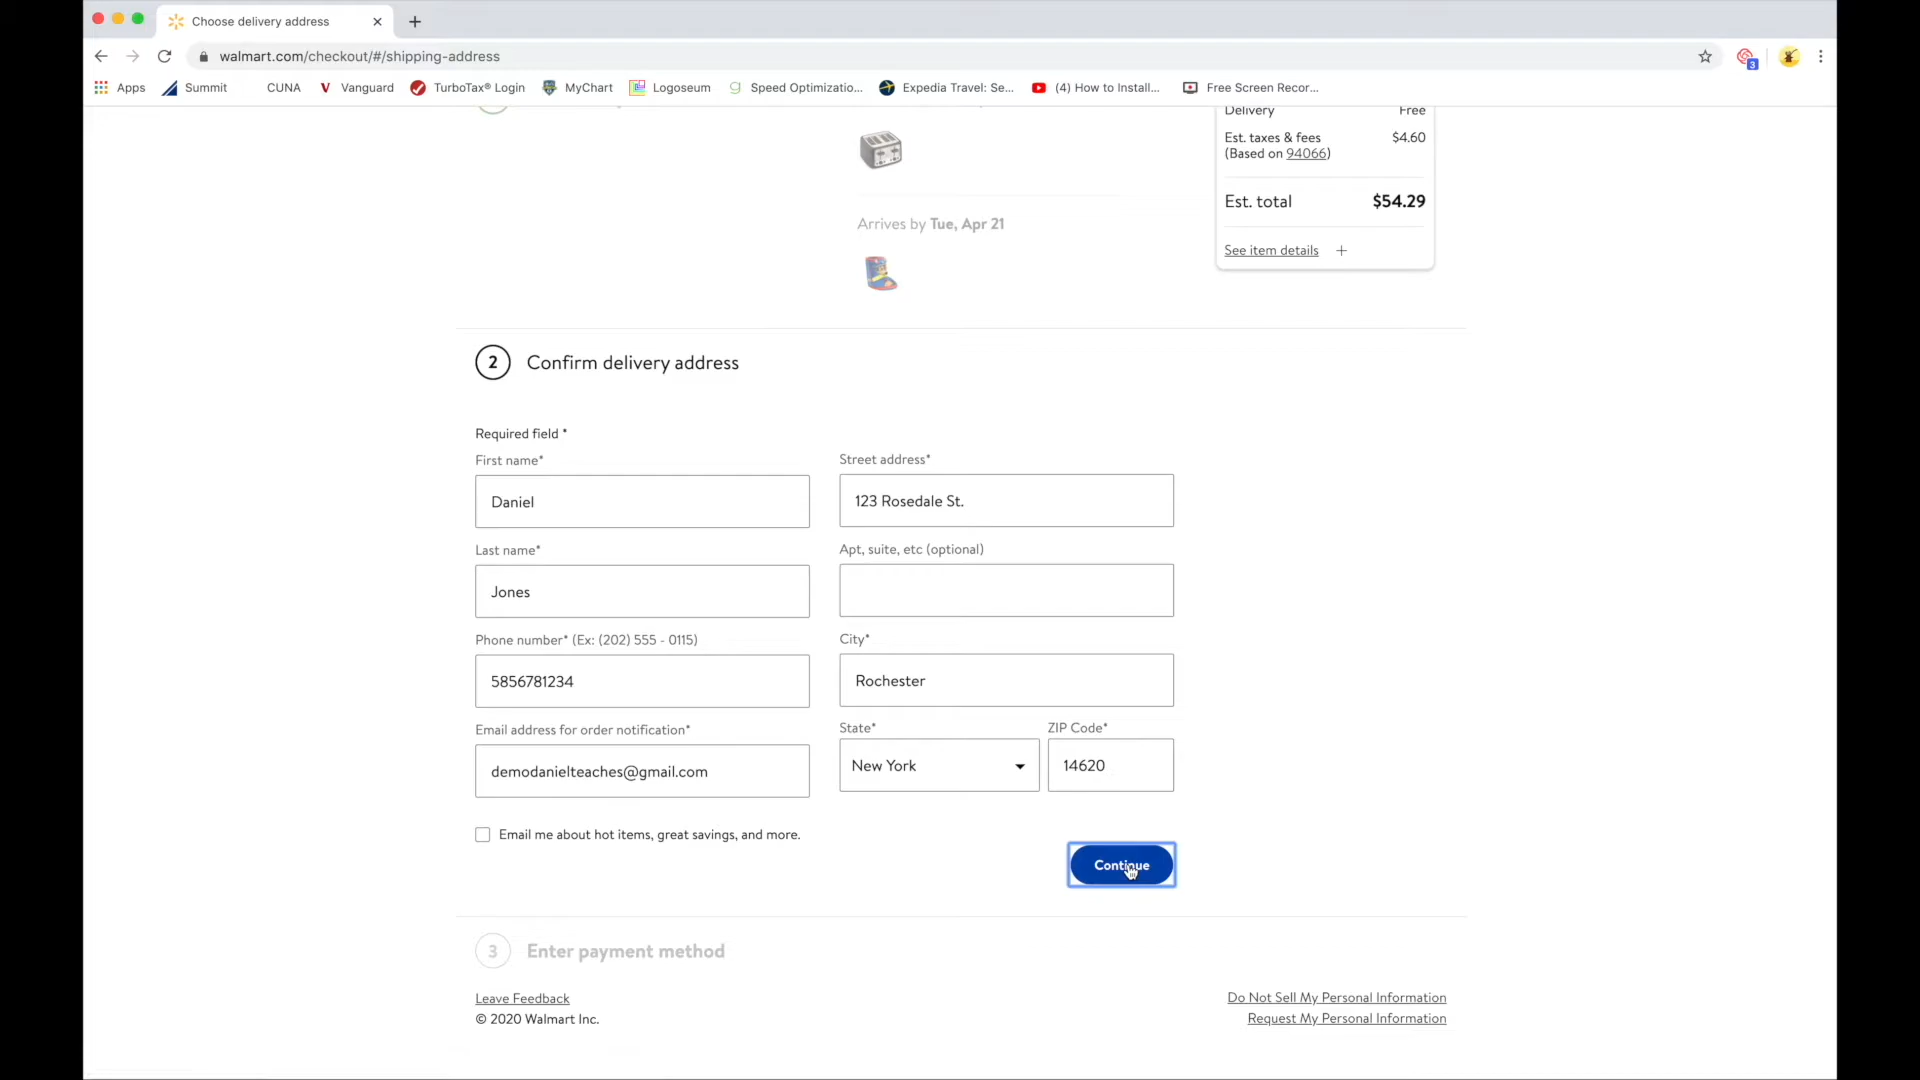 Choose delivery address
walmart.com/checkout/#/shipping-address
3
Apps Summit CUNA Vanguard TurboTax® Login MyChart Logoseum Speed Optimizatio... Expedia Travel: Se... (4) How to Install... Free Screen Recor...
Delivery Free
Est. taxes & fees $4.60
(Based on 94066)
Est. total $54.29
Arrives by Tue, Apr 21
See item details +
2 Confirm delivery address
Required field *
First name*
Daniel
Last name*
Jones
Phone number* (Ex: (202) 555 - 0115)
5856781234
Email address for order notification*
demodanielteaches@gmail.com
Street address*
123 Rosedale St.
Apt, suite, etc (optional)
City*
Rochester
State* ZIP Code*
New York 14620
Email me about hot items, great savings, and more.
Continue
3 Enter payment method
Leave Feedback
© 2020 Walmart Inc.
Do Not Sell My Personal Information
Request My Personal Information